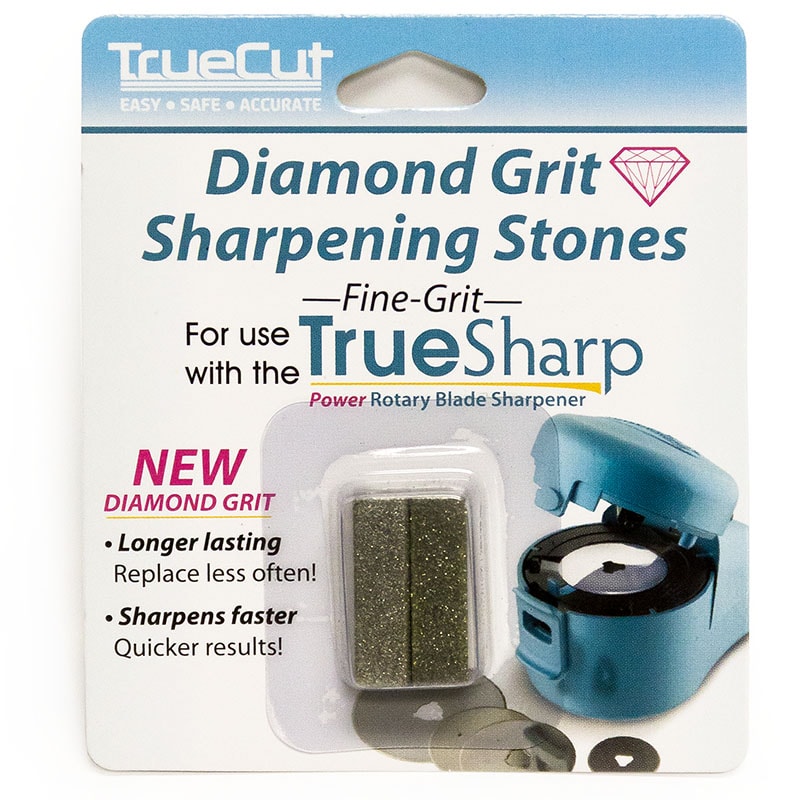 TrueCut
EASY • SAFE • ACCURATE
Diamond Grit
Sharpening Stones
—Fine-Grit—
For use
with the
TrueSharp
Power Rotary Blade Sharpener
NEW
DIAMOND GRIT
• Longer lasting
Replace less often!
• Sharpens faster
Quicker results!